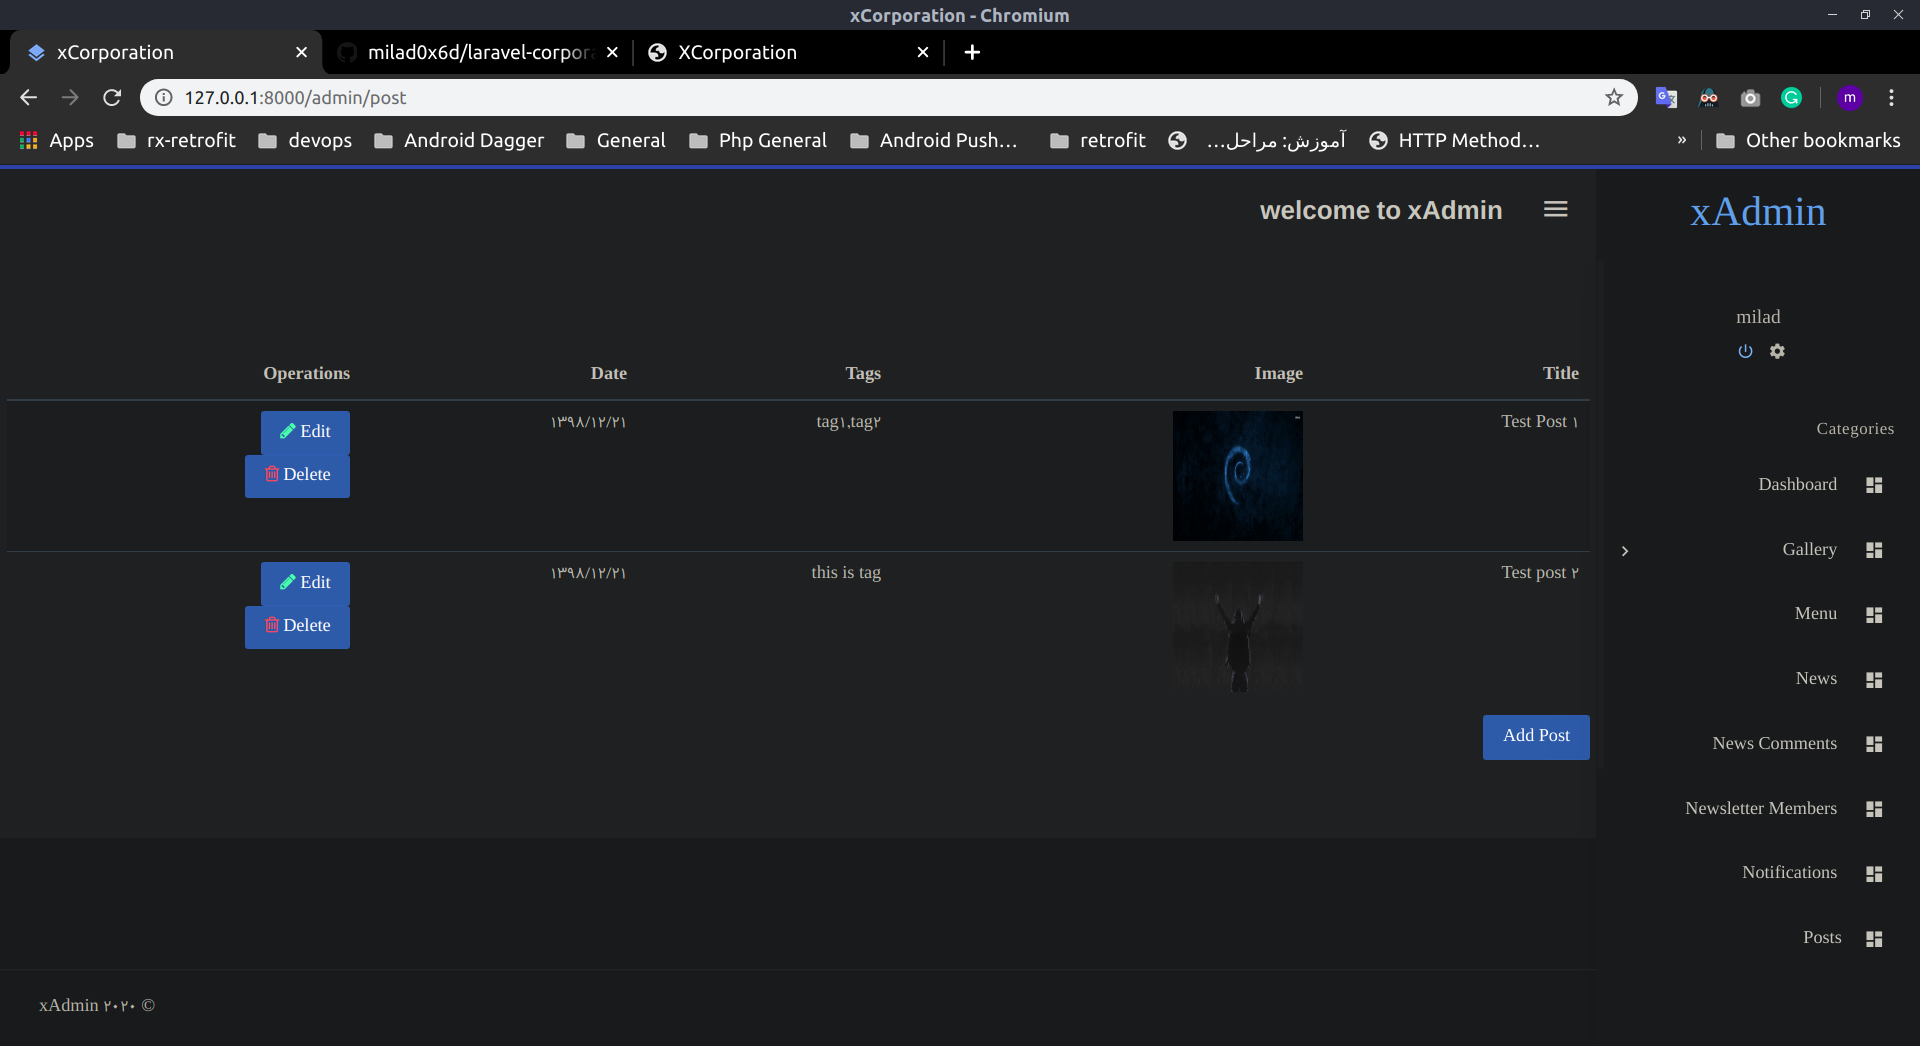 xCorporation - Chromium
xCorporation
milad0x6d/laravel-corpor
XCorporation
127.0.0.1:8000/admin/post
m
Apps
rx-retrofit
devops
Android Dagger
General
Php General
Android Push…
retrofit
آموزش: مراحل…
HTTP Method…
»
Other bookmarks
welcome to xAdmin
xAdmin
milad
Operations Date Tags Image Title
Edit ۱۳۹۸/۱۲/۲۱ tag۱,tag۲ Test Post ۱
Delete
Edit ۱۳۹۸/۱۲/۲۱ this is tag Test post ۲
Delete
Add Post
Categories
Dashboard
Gallery
Menu
News
News Comments
Newsletter Members
Notifications
Posts
xAdmin ۲۰۲۰ ©